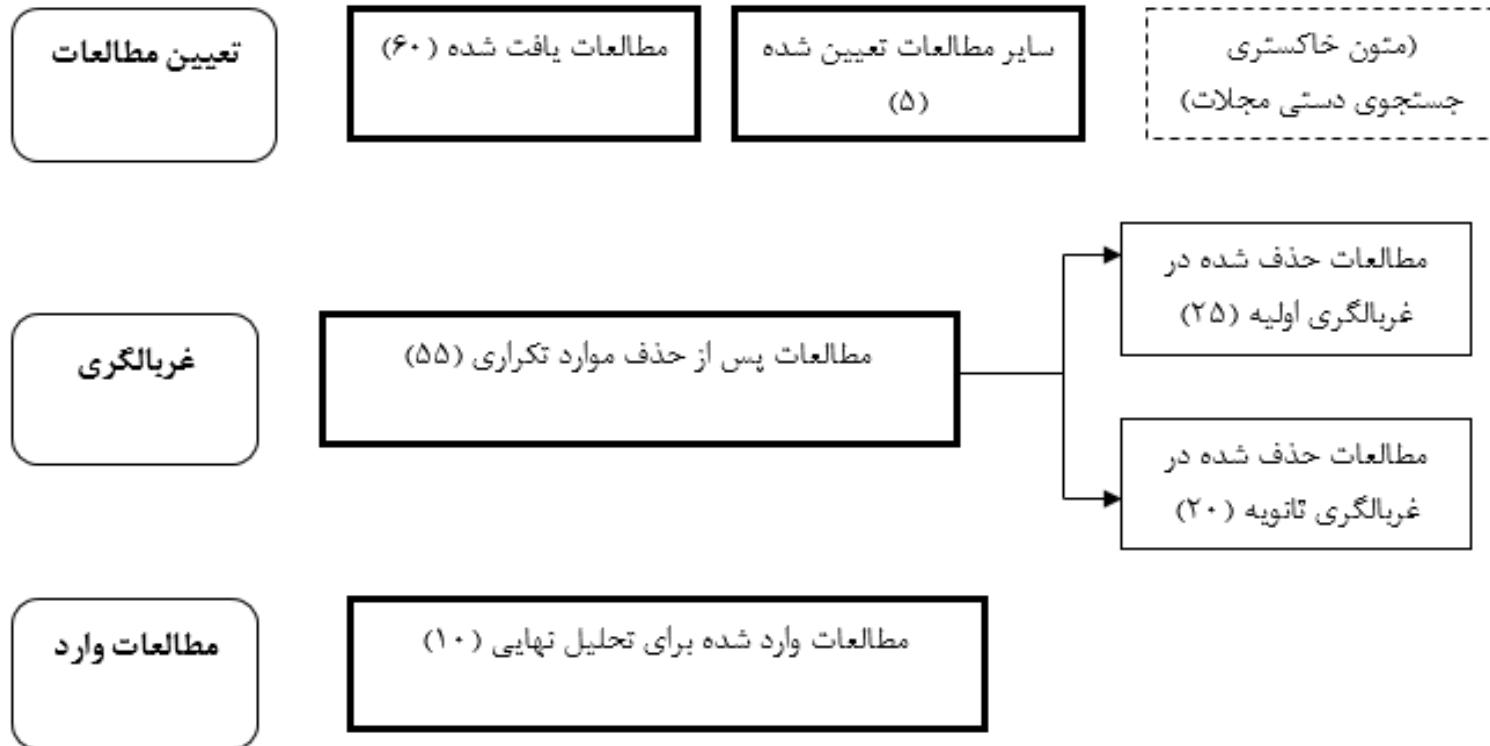 تعیین مطالعات
مطالعات یافت شده (۶۰)
سایر مطالعات تعیین شده
(۵)
(متون خاکستری
جستجوی دستی مجلات)
غربالگری
مطالعات پس از حذف موارد تکراری (۵۵)
مطالعات حذف شده در
غربالگری اولیه (۲۵)
مطالعات حذف شده در
غربالگری ثانویه (۲۰)
مطالعات وارد
مطالعات وارد شده برای تحلیل نهایی (۱۰)